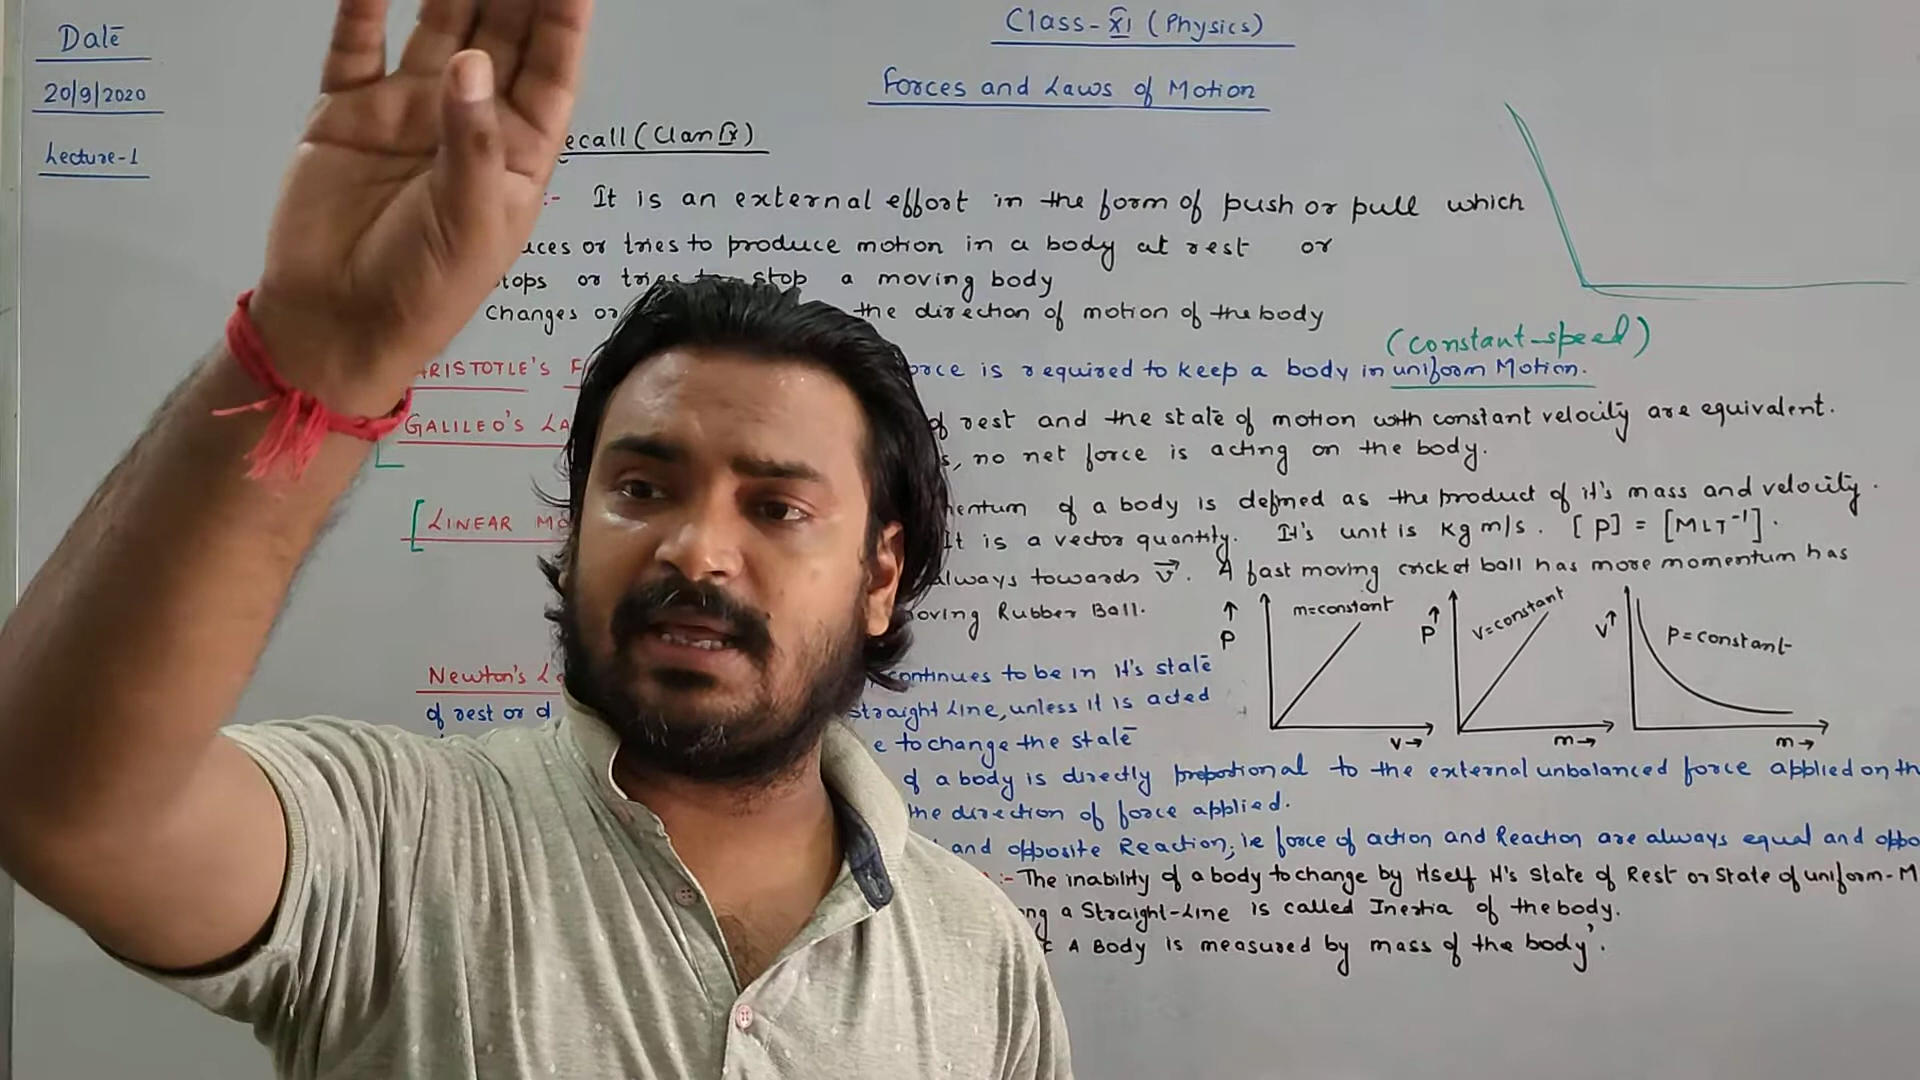 Date
20/9/2020
Lecture-1
Class-XI (Physics)
Forces and Laws of Motion
ecall (Class IX)
:- It is an external effort in the form of push or pull which
uces or tries to produce motion in a body at rest or
tops or tries to stop a moving body
changes or the direction of motion of the body
(constant speed)
ARISTOTLE'S F orce is required to keep a body in uniform Motion.
GALILEO'S LA of rest and the state of motion with constant velocity are equivalent.
s, no net force is acting on the body.
[LINEAR MO entum of a body is defined as the product of it's mass and velocity.
It is a vector quantity. It's unit is Kg m/s. [P] = [MLT⁻¹].
always towards v⃗. A fast moving cricket ball has more momentum has
oving Rubber Ball.
P ↑ m=constant v→
P ↑ v=constant m→
v ↑ P=constant m→
Newton's La continues to be in it's state
of rest or straight Line, unless it is acted
e to change the state
of a body is directly propotional to the external unbalanced force applied on th
the direction of force applied.
and opposite Reaction, ie force of action and Reaction are always equal and oppo
:- The inability of a body to change by itself it's state of Rest or state of uniform-M
ng a Straight-Line is called Inertia of the body.
A Body is measured by mass of the body'.